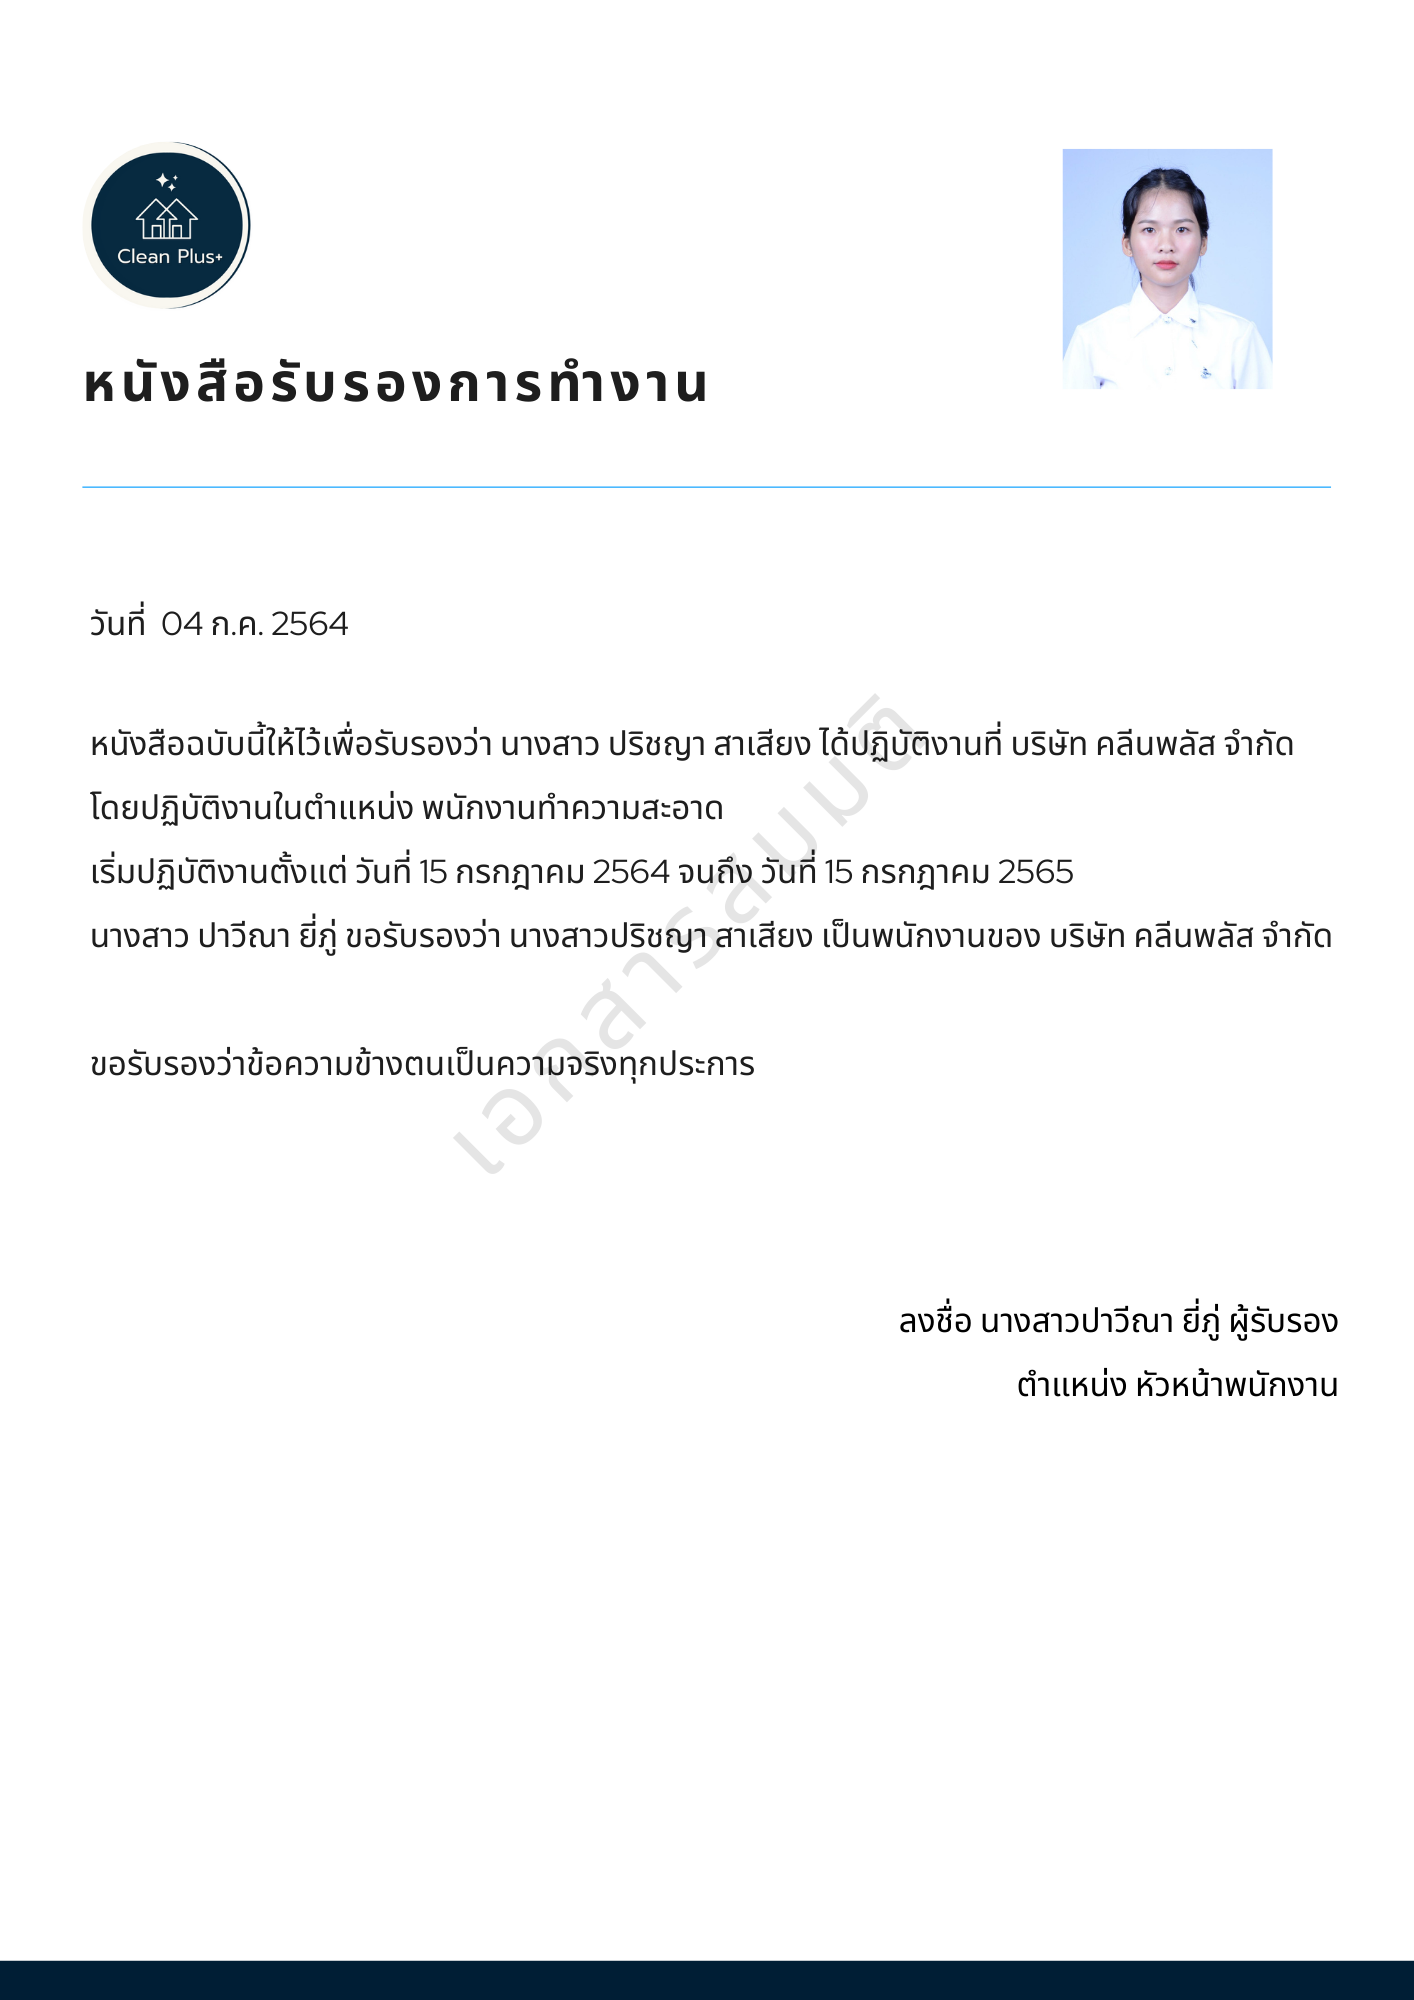 Clean Plus+
หนังสือรับรองการทำงาน
วันที่ 04 ก.ค. 2564
หนังสือฉบับนี้ให้ไว้เพื่อรับรองว่า นางสาว ปริชญา สาเสียง ได้ปฏิบัติงานที่ บริษัท คลีนพลัส จำกัด
โดยปฏิบัติงานในตำแหน่ง พนักงานทำความสะอาด
เริ่มปฏิบัติงานตั้งแต่ วันที่ 15 กรกฎาคม 2564 จนถึง วันที่ 15 กรกฎาคม 2565
นางสาว ปาวีณา ยี่ภู่ ขอรับรองว่า นางสาวปริชญา สาเสียง เป็นพนักงานของ บริษัท คลีนพลัส จำกัด
ขอรับรองว่าข้อความข้างตนเป็นความจริงทุกประการ
เอกสารสมมติ
ลงชื่อ นางสาวปาวีณา ยี่ภู่ ผู้รับรอง
ตำแหน่ง หัวหน้าพนักงาน